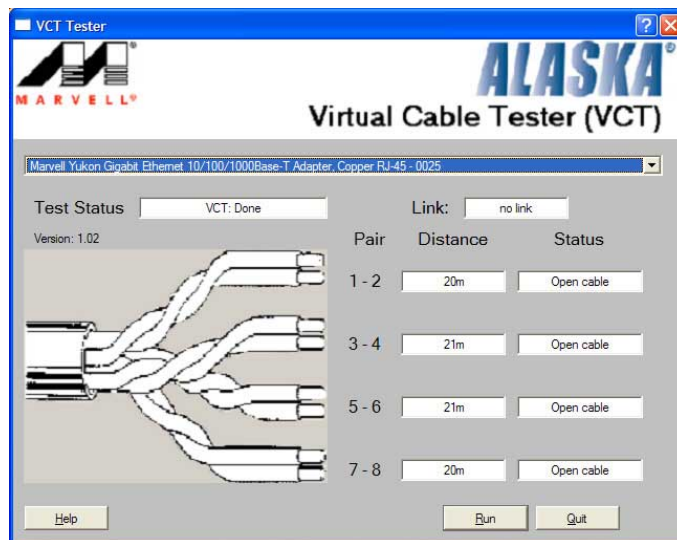 VCT Tester
MARVELL®
ALASKA®
Virtual Cable Tester (VCT)
Marvell Yukon Gigabit Ethernet 10/100/1000Base-T Adapter, Copper RJ-45 - 0025
Test Status VCT: Done Link: no link
Version: 1.02 Pair Distance Status
1 - 2 20m Open cable
3 - 4 21m Open cable
5 - 6 21m Open cable
7 - 8 20m Open cable
Help Run Quit